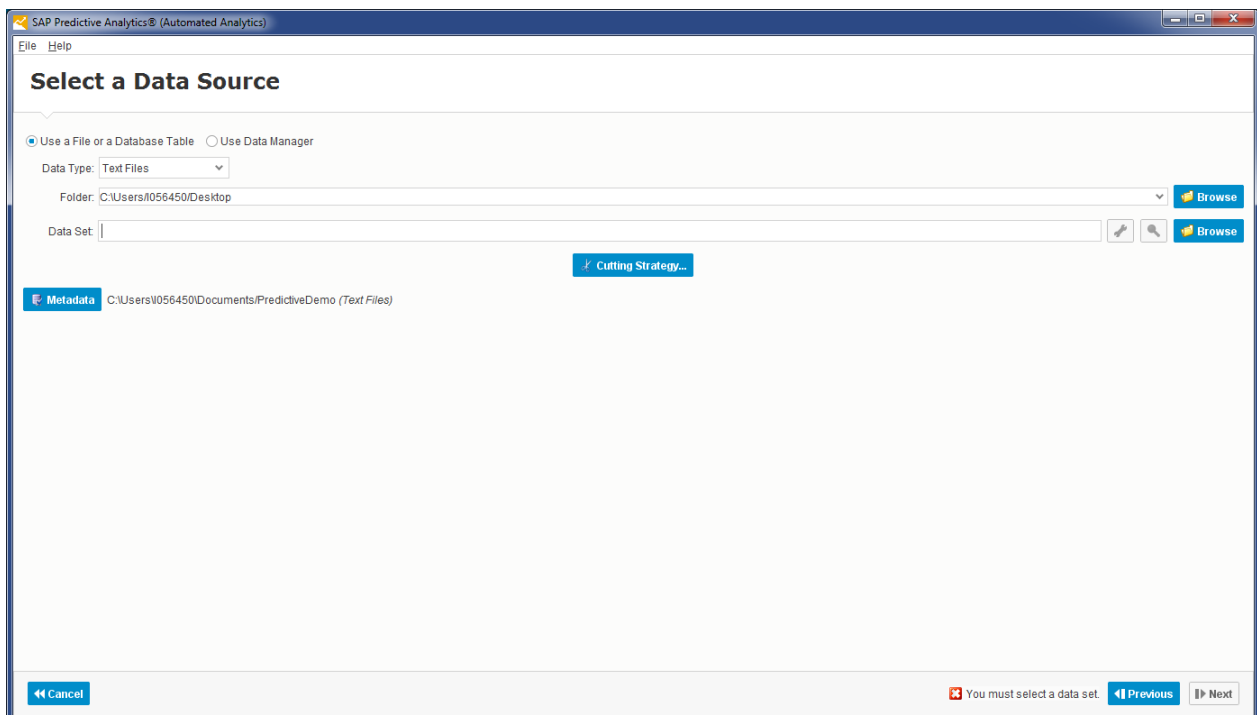 SAP Predictive Analytics® (Automated Analytics)
File Help
Select a Data Source
Use a File or a Database Table Use Data Manager
Data Type: Text Files
Folder: C:\Users/I056450/Desktop Browse
Data Set: Browse
Cutting Strategy...
Metadata C:\Users\I056450\Documents/PredictiveDemo (Text Files)
Cancel You must select a data set. Previous Next